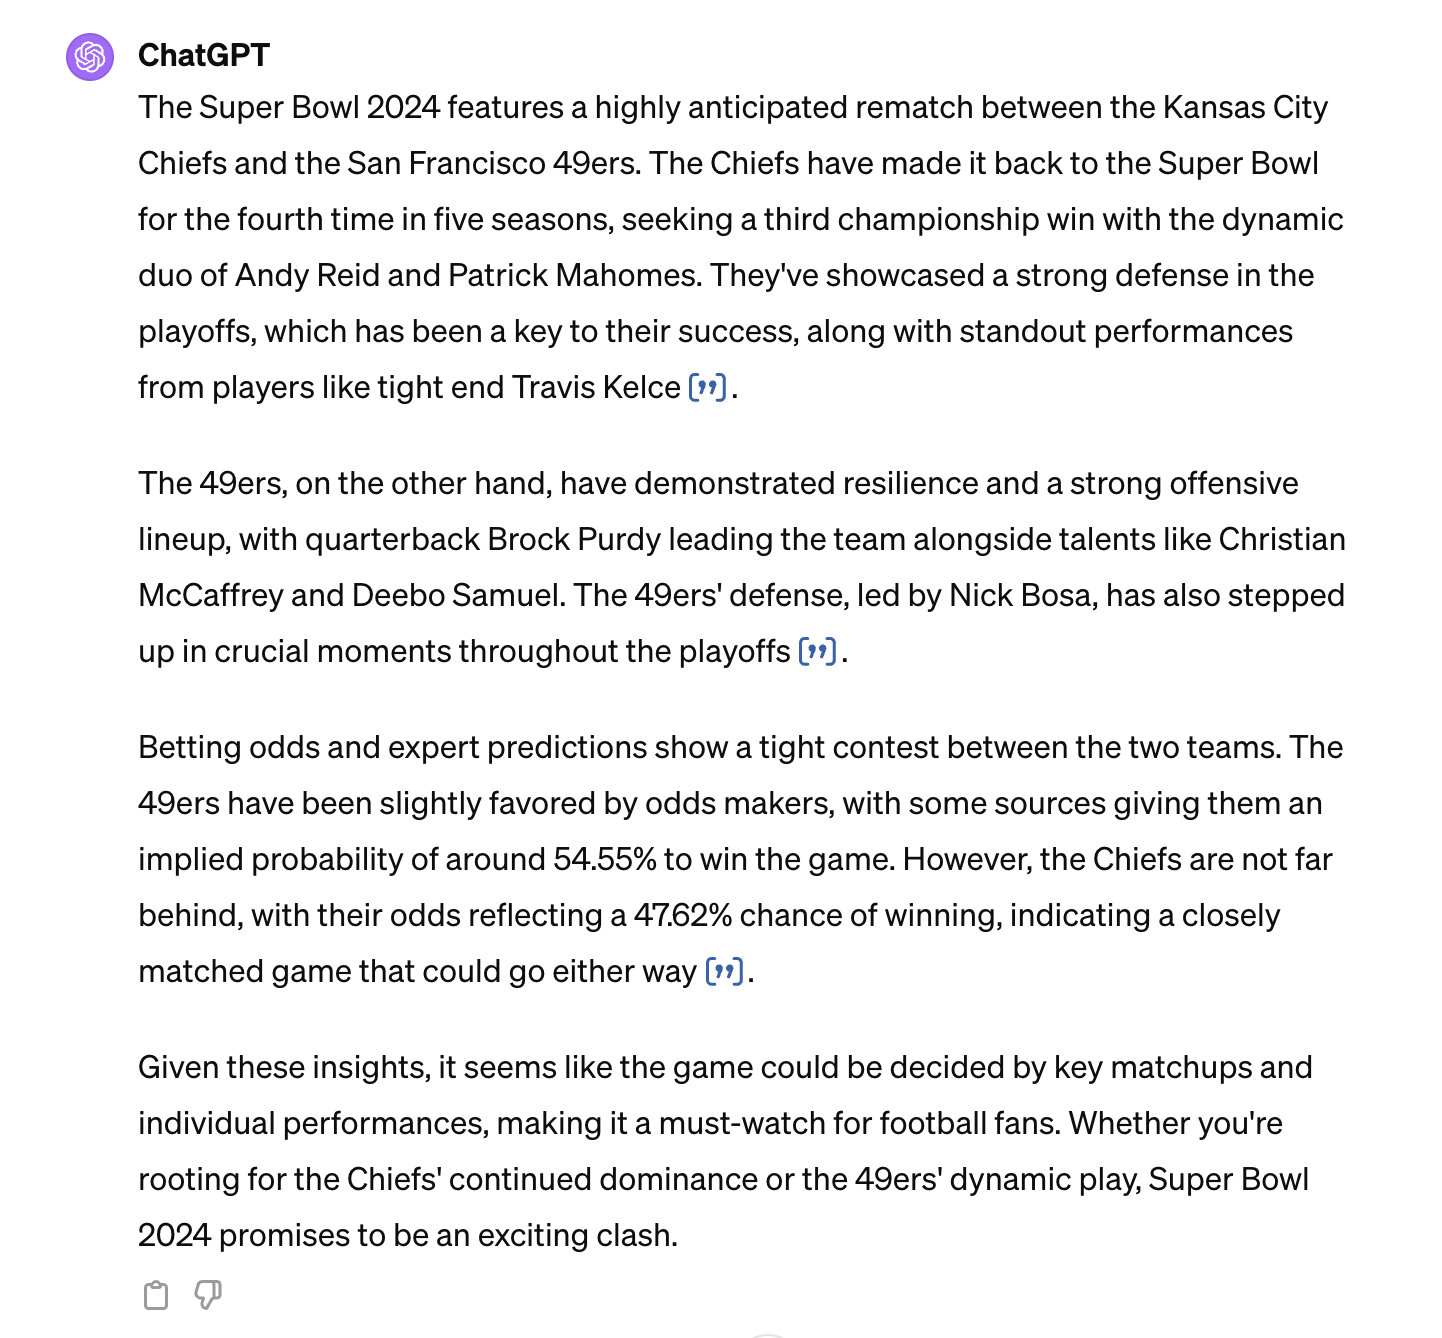 ChatGPT
The Super Bowl 2024 features a highly anticipated rematch between the Kansas City
Chiefs and the San Francisco 49ers. The Chiefs have made it back to the Super Bowl
for the fourth time in five seasons, seeking a third championship win with the dynamic
duo of Andy Reid and Patrick Mahomes. They've showcased a strong defense in the
playoffs, which has been a key to their success, along with standout performances
from players like tight end Travis Kelce [”].
The 49ers, on the other hand, have demonstrated resilience and a strong offensive
lineup, with quarterback Brock Purdy leading the team alongside talents like Christian
McCaffrey and Deebo Samuel. The 49ers' defense, led by Nick Bosa, has also stepped
up in crucial moments throughout the playoffs [”].
Betting odds and expert predictions show a tight contest between the two teams. The
49ers have been slightly favored by odds makers, with some sources giving them an
implied probability of around 54.55% to win the game. However, the Chiefs are not far
behind, with their odds reflecting a 47.62% chance of winning, indicating a closely
matched game that could go either way [”].
Given these insights, it seems like the game could be decided by key matchups and
individual performances, making it a must-watch for football fans. Whether you're
rooting for the Chiefs' continued dominance or the 49ers' dynamic play, Super Bowl
2024 promises to be an exciting clash.